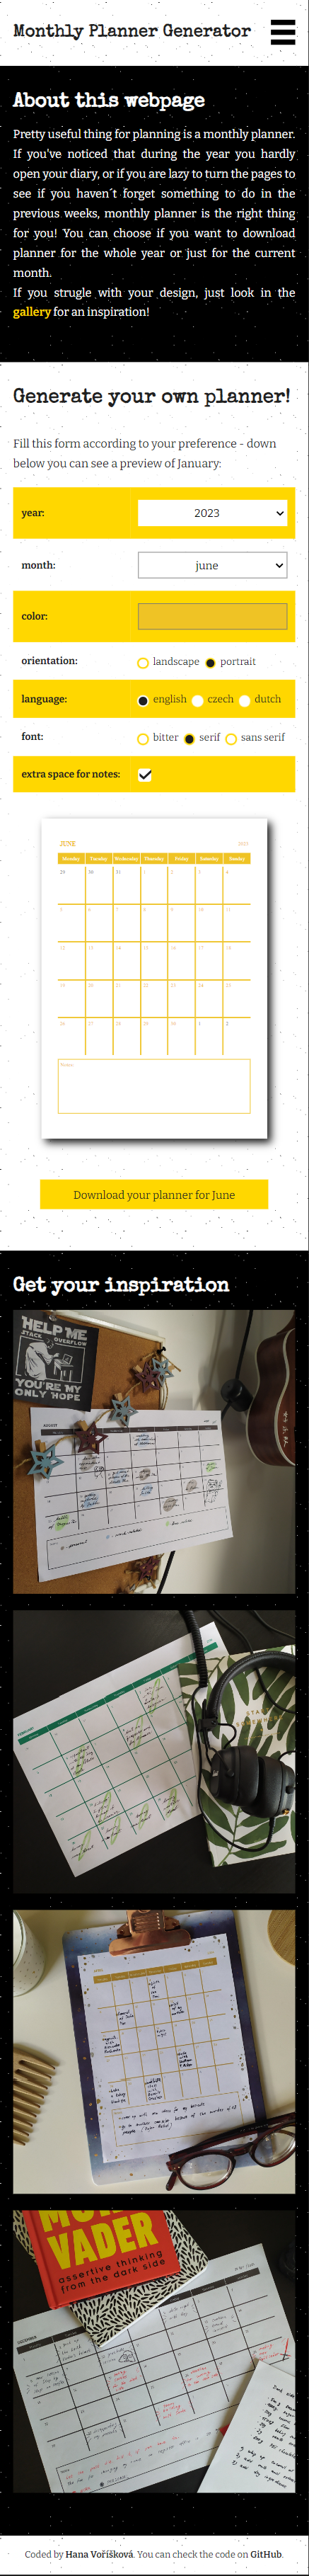 Monthly Planner Generator
About this webpage
Pretty useful thing for planning is a monthly planner.
If you've noticed that during the year you hardly
open your diary, or if you are lazy to turn the pages to
see if you haven´t forget something to do in the
previous weeks, monthly planner is the right thing
for you! You can choose if you want to download
planner for the whole year or just for the current
month.
If you strugle with your design, just look in the
gallery for an inspiration!
Generate your own planner!
Fill this form according to your preference - down
below you can see a preview of January:
year: 2023
month: june
color:
orientation: landscape portrait
language: english czech dutch
font: bitter serif sans serif
extra space for notes:
JUNE 2023
Monday Tuesday Wednesday Thursday Friday Saturday Sunday
29 30 31 1 2 3 4
5 6 7 8 9 10 11
12 13 14 15 16 17 18
19 20 21 22 23 24 25
26 27 28 29 30 1 2
Notes:
Download your planner for June
Get your inspiration
HELP ME
STACK OVERFLOW
YOU'RE MY
ONLY HOPE
AUGUST
FEBRUARY
VADER
assertive thinking
from the dark side
DECEMBER
Coded by Hana Voříšková. You can check the code on GitHub.